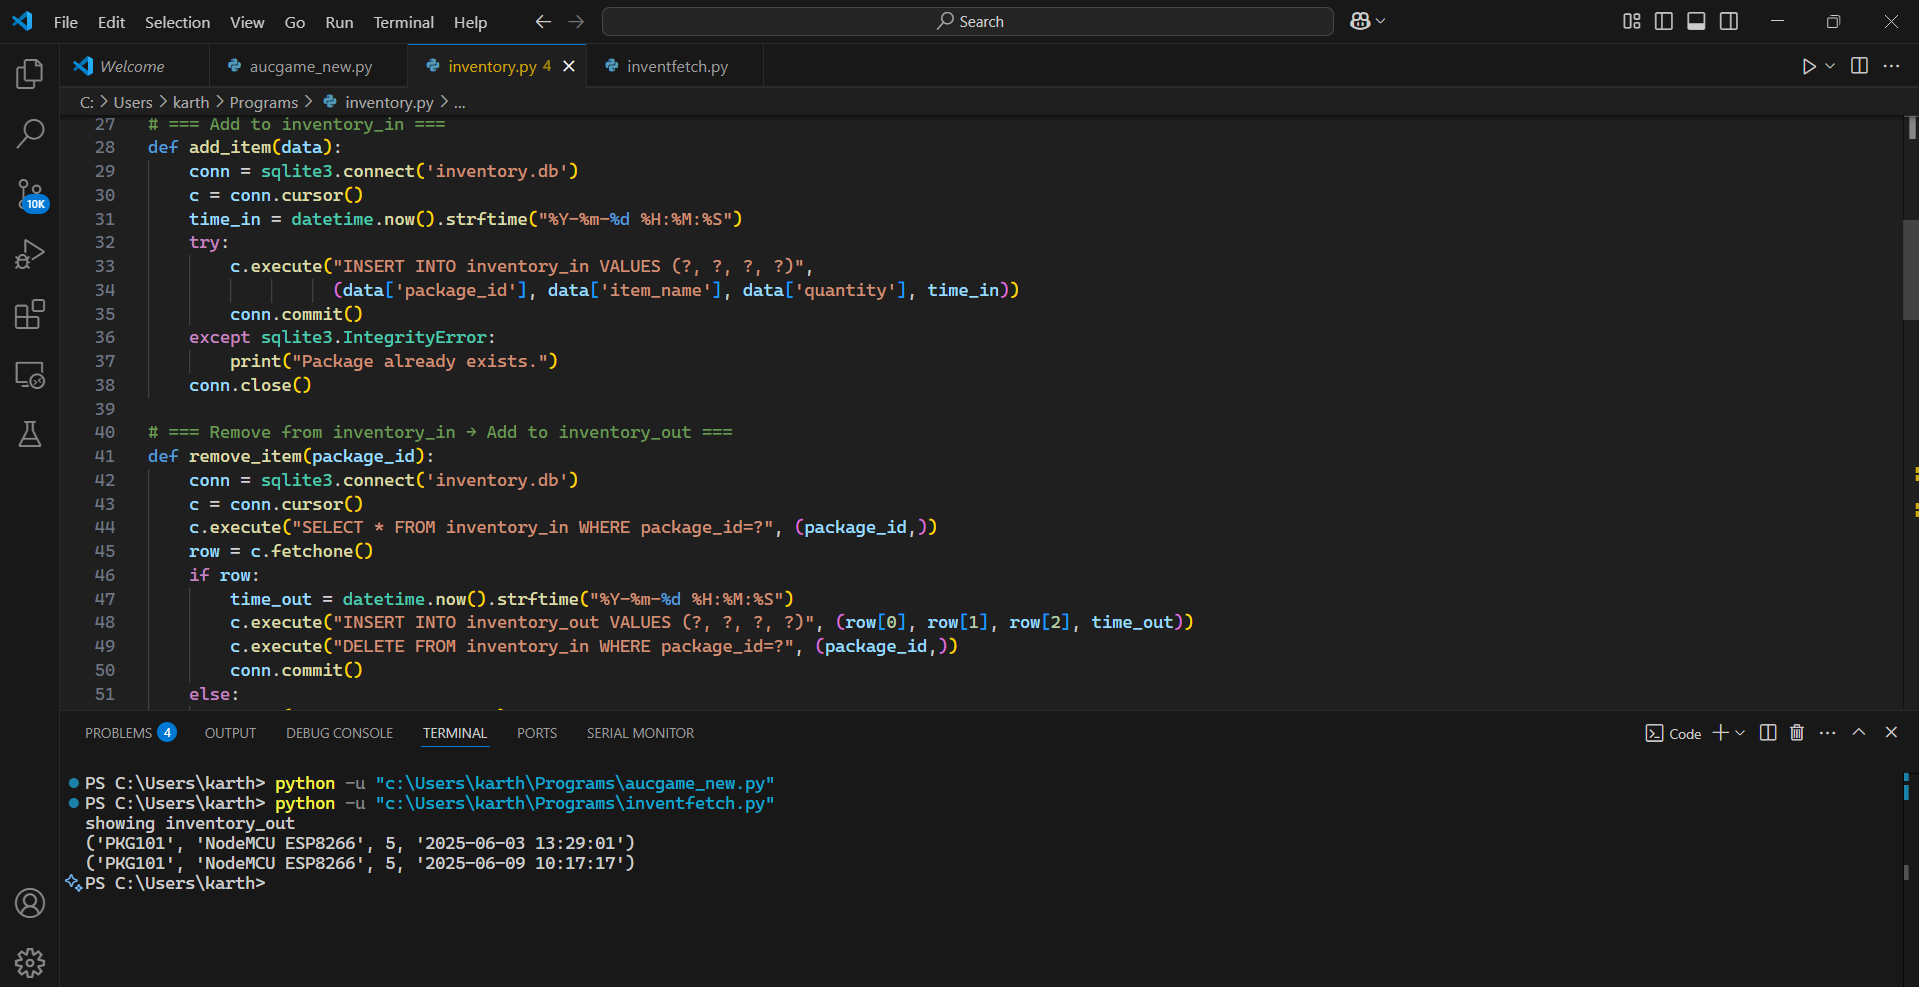 File Edit Selection View Go Run Terminal Help
Search
Welcome
aucgame_new.py
inventory.py 4
inventfetch.py
C: > Users > karth > Programs > inventory.py > ...
10K
27 # === Add to inventory_in ===
28 def add_item(data):
29 conn = sqlite3.connect('inventory.db')
30 c = conn.cursor()
31 time_in = datetime.now().strftime("%Y-%m-%d %H:%M:%S")
32 try:
33 c.execute("INSERT INTO inventory_in VALUES (?, ?, ?, ?)",
34 (data['package_id'], data['item_name'], data['quantity'], time_in))
35 conn.commit()
36 except sqlite3.IntegrityError:
37 print("Package already exists.")
38 conn.close()
39
40 # === Remove from inventory_in → Add to inventory_out ===
41 def remove_item(package_id):
42 conn = sqlite3.connect('inventory.db')
43 c = conn.cursor()
44 c.execute("SELECT * FROM inventory_in WHERE package_id=?", (package_id,))
45 row = c.fetchone()
46 if row:
47 time_out = datetime.now().strftime("%Y-%m-%d %H:%M:%S")
48 c.execute("INSERT INTO inventory_out VALUES (?, ?, ?, ?)", (row[0], row[1], row[2], time_out))
49 c.execute("DELETE FROM inventory_in WHERE package_id=?", (package_id,))
50 conn.commit()
51 else:
PROBLEMS 4 OUTPUT DEBUG CONSOLE TERMINAL PORTS SERIAL MONITOR
Code
PS C:\Users\karth> python -u "c:\Users\karth\Programs\aucgame_new.py"
PS C:\Users\karth> python -u "c:\Users\karth\Programs\inventfetch.py"
showing inventory_out
('PKG101', 'NodeMCU ESP8266', 5, '2025-06-03 13:29:01')
('PKG101', 'NodeMCU ESP8266', 5, '2025-06-09 10:17:17')
PS C:\Users\karth>